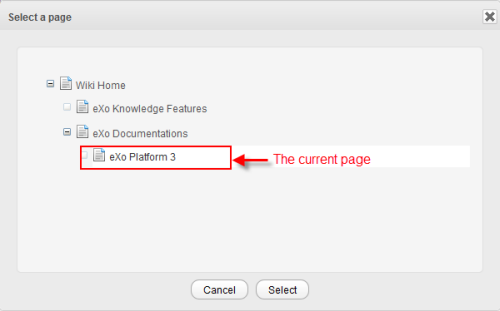 Select a page
Wiki Home
eXo Knowledge Features
eXo Documentations
eXo Platform 3
The current page
Cancel
Select